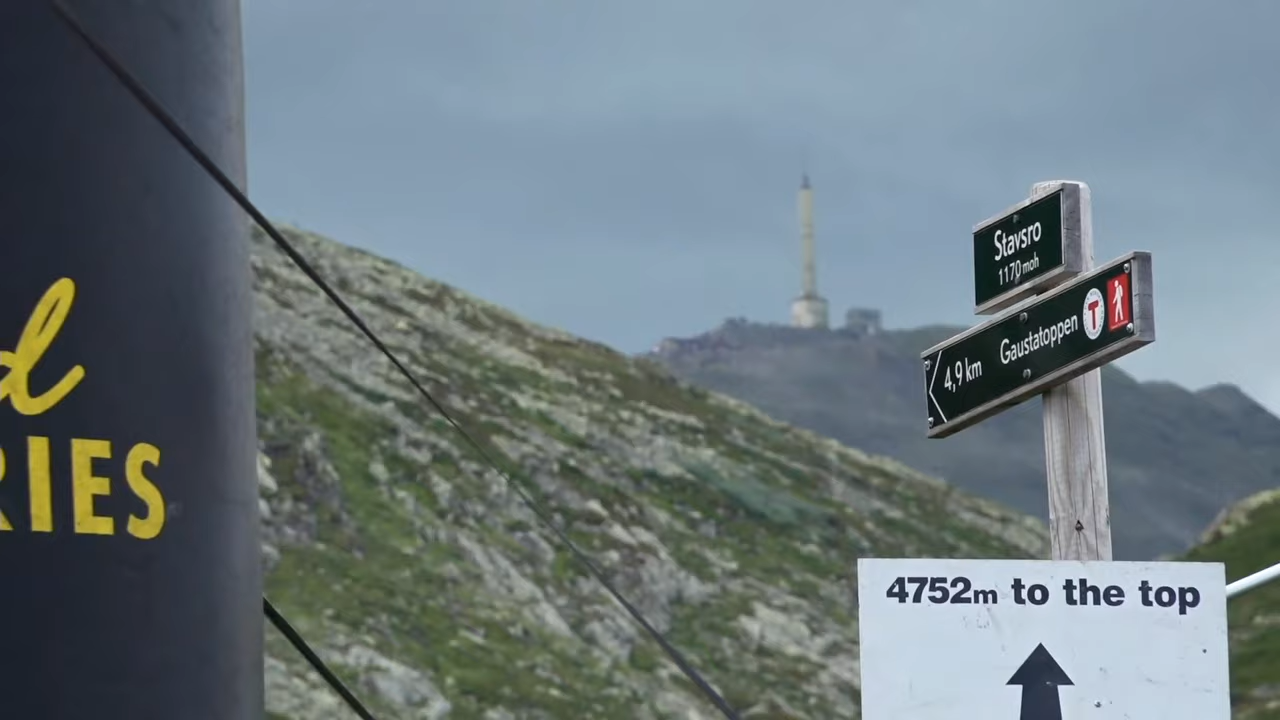 d
RIES
Stavsro
1170 moh
4,9 km Gaustatoppen T
4752m to the top